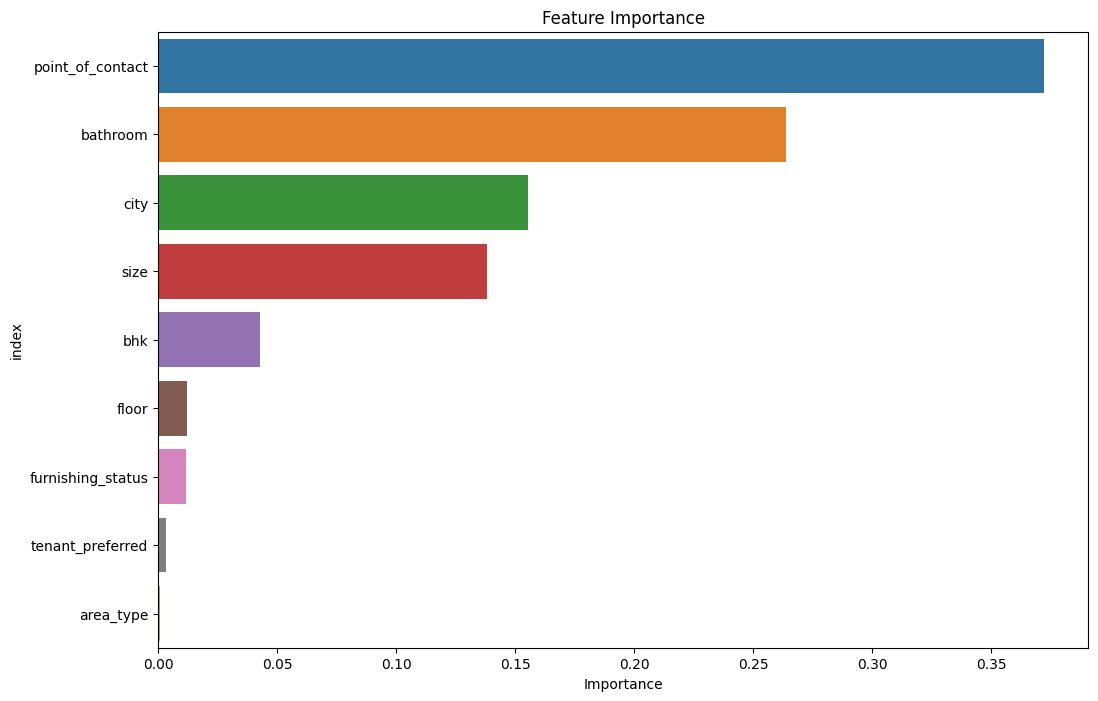 Feature Importance
point_of_contact
bathroom
city
size
bhk
floor
furnishing_status
tenant_preferred
area_type
index
0.00 0.05 0.10 0.15 0.20 0.25 0.30 0.35
Importance